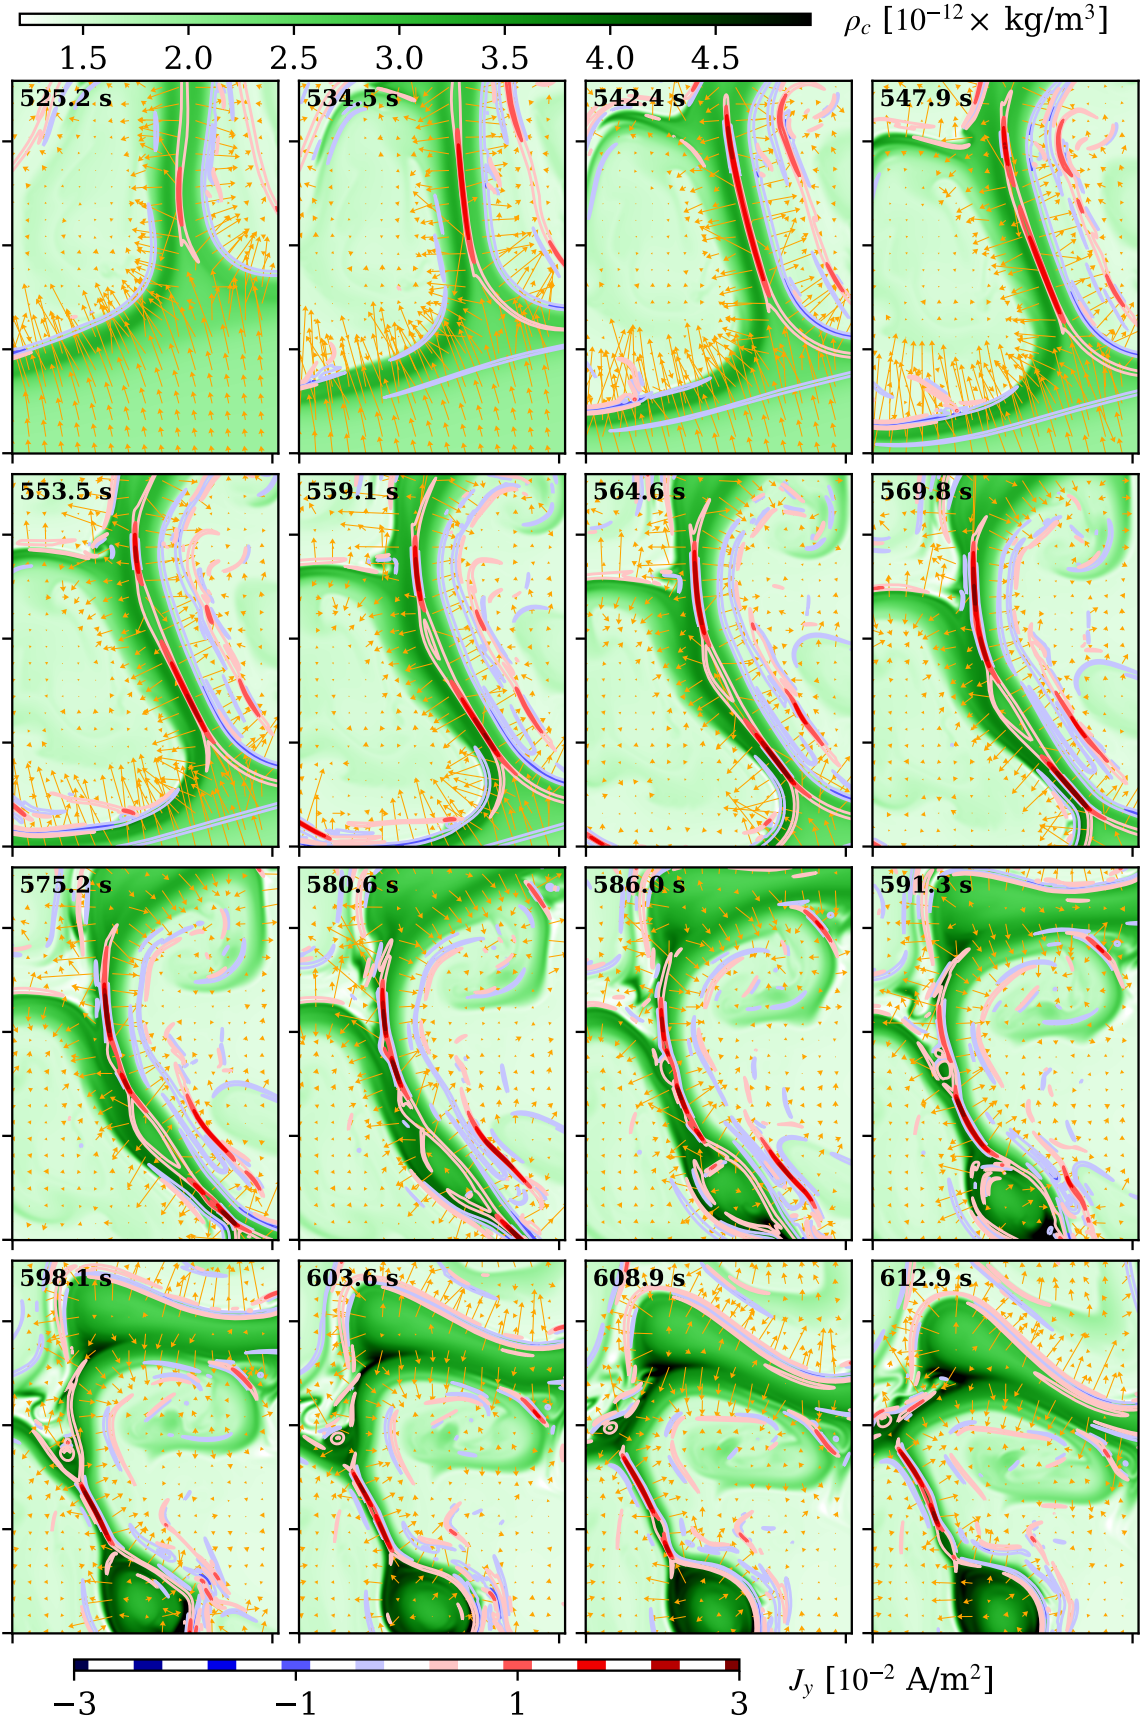 ρc [10⁻¹²× kg/m³]
1.5 2.0 2.5 3.0 3.5 4.0 4.5
525.2 s 534.5 s 542.4 s 547.9 s
553.5 s 559.1 s 564.6 s 569.8 s
575.2 s 580.6 s 586.0 s 591.3 s
598.1 s 603.6 s 608.9 s 612.9 s
−3 −1 1 3
Jy [10⁻² A/m²]